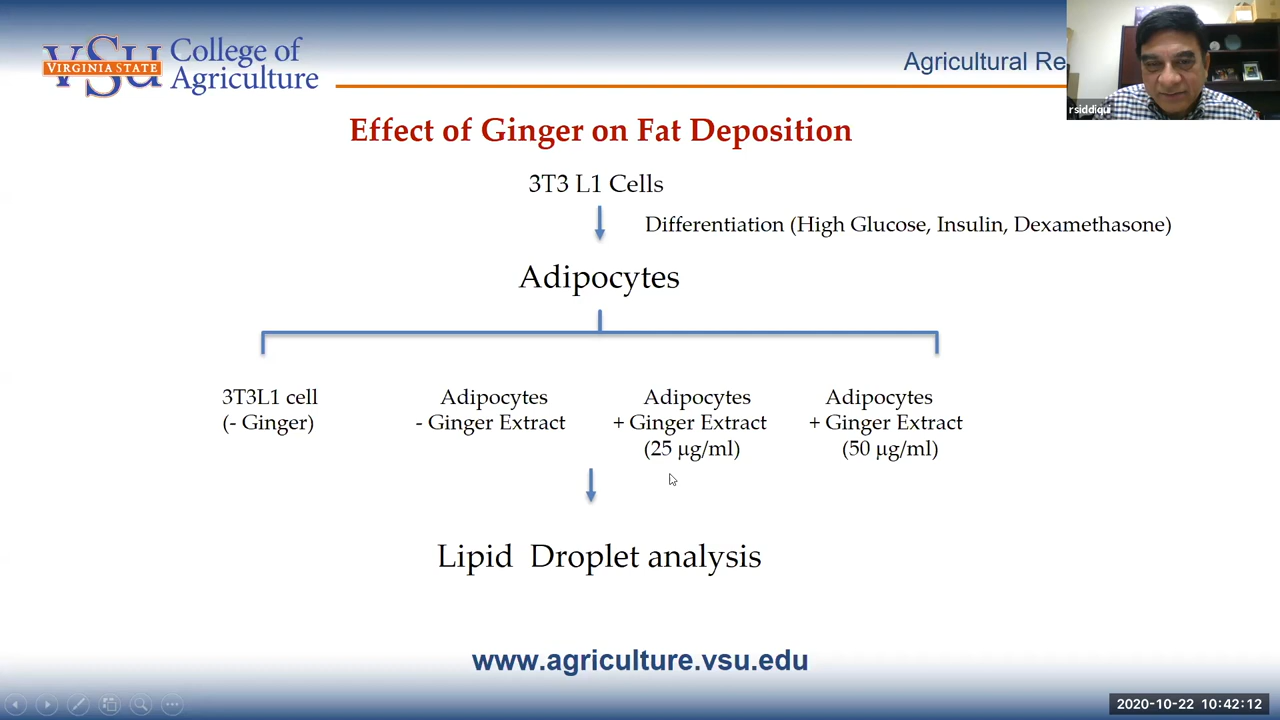 VSU
VIRGINIA STATE
College of
Agriculture
Agricultural Re
rsiddiqui
Effect of Ginger on Fat Deposition
3T3 L1 Cells
Differentiation (High Glucose, Insulin, Dexamethasone)
Adipocytes
3T3L1 cell
(- Ginger)
Adipocytes
- Ginger Extract
Adipocytes
+ Ginger Extract
(25 µg/ml)
Adipocytes
+ Ginger Extract
(50 µg/ml)
Lipid Droplet analysis
www.agriculture.vsu.edu
2020-10-22 10:42:12